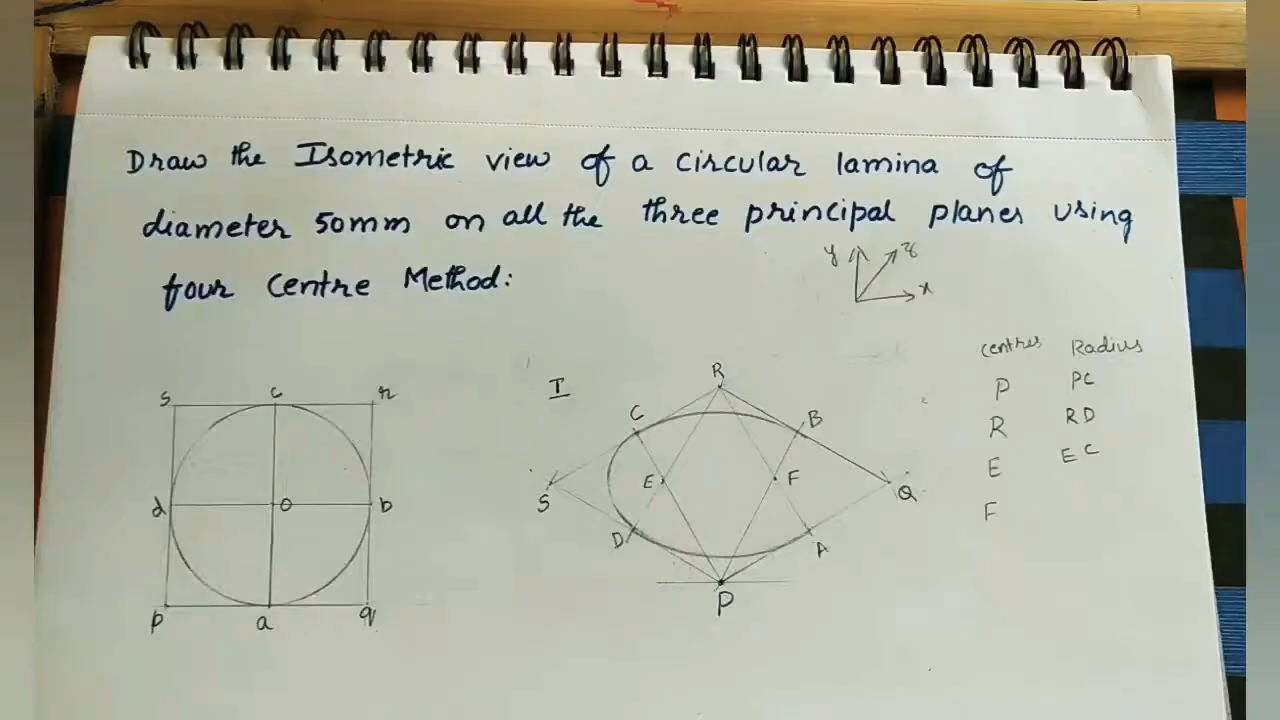 Draw the Isometric view of a circular lamina of
diameter 50mm on all the three principal planes using
four Centre Method:
y z
x
Centres Radius
P PC
R RD
E EC
F
s c r
d o b
p a q
I
R
C B
S E F Q
D A
P